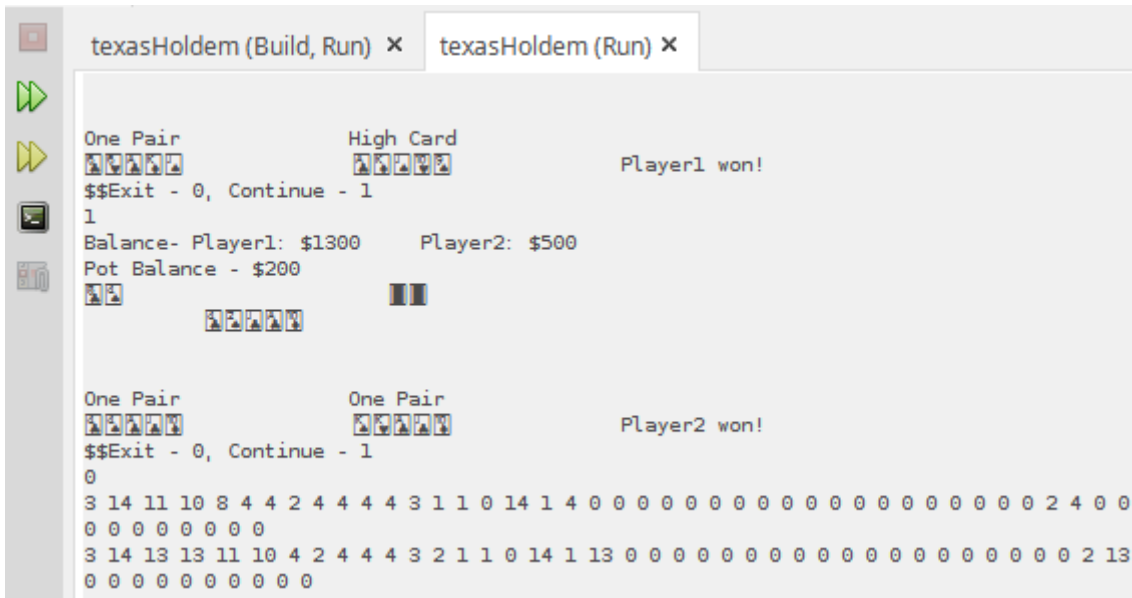 texasHoldem (Build, Run) × texasHoldem (Run) ×
One Pair High Card
Player1 won!
$$Exit - 0, Continue - 1
1
Balance- Player1: $1300 Player2: $500
Pot Balance - $200
One Pair One Pair
Player2 won!
$$Exit - 0, Continue - 1
0
3 14 11 10 8 4 4 2 4 4 4 4 3 1 1 0 14 1 4 0 0 0 0 0 0 0 0 0 0 0 0 0 0 0 0 0 0 0 2 4 0 0
0 0 0 0 0 0 0 0
3 14 13 13 11 10 4 2 4 4 4 3 2 1 1 0 14 1 13 0 0 0 0 0 0 0 0 0 0 0 0 0 0 0 0 0 0 0 2 13
0 0 0 0 0 0 0 0 0 0